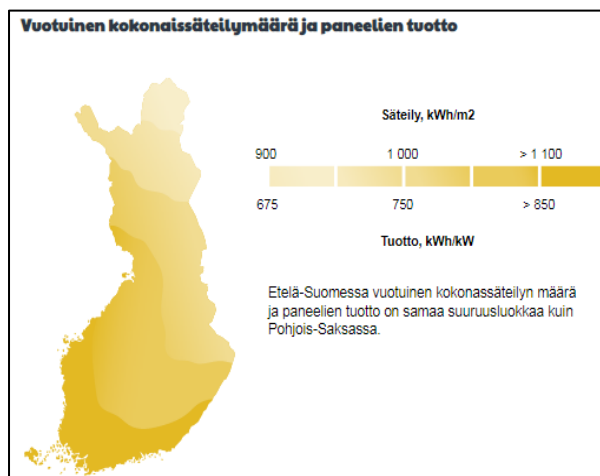 Vuotuinen kokonaissäteilymäärä ja paneelien tuotto
Säteily, kWh/m2
900 1 000 > 1 100
675 750 > 850
Tuotto, kWh/kW
Etelä-Suomessa vuotuinen kokonassäteilyn määrä
ja paneelien tuotto on samaa suuruusluokkaa kuin
Pohjois-Saksassa.